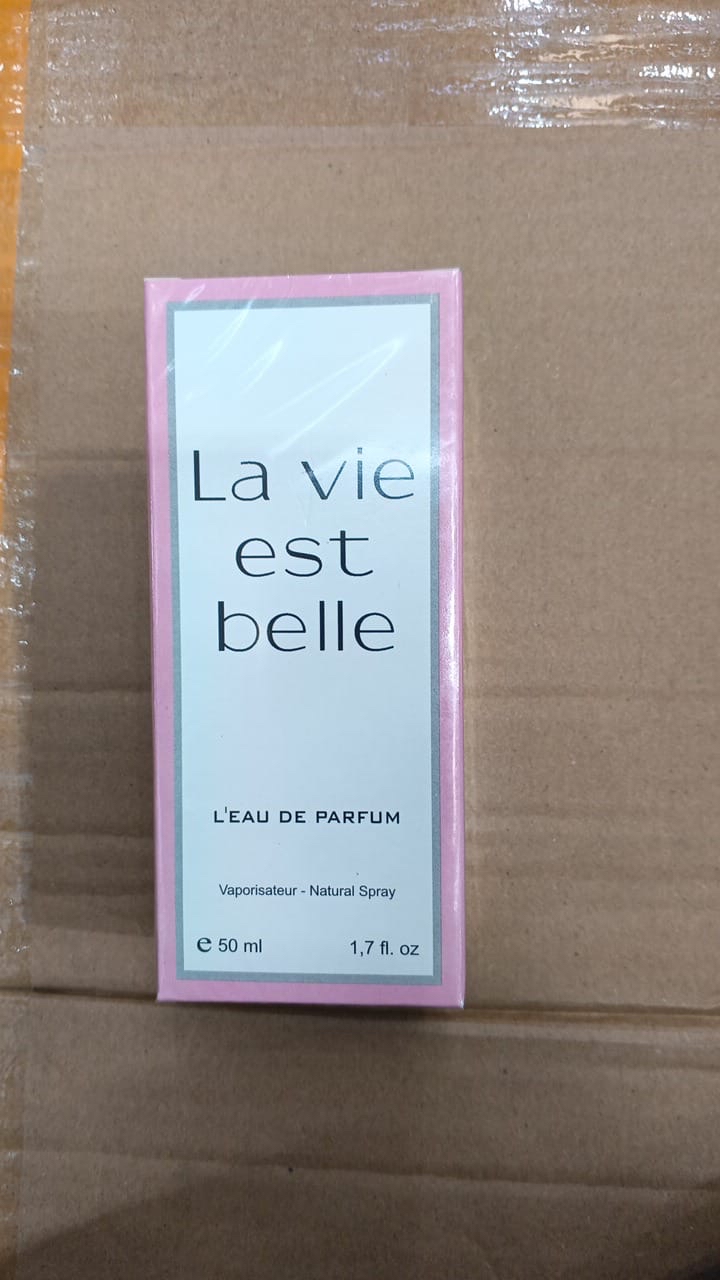 La vie
est
belle
L'EAU DE PARFUM
Vaporisateur - Natural Spray
e 50 ml 1,7 fl. oz